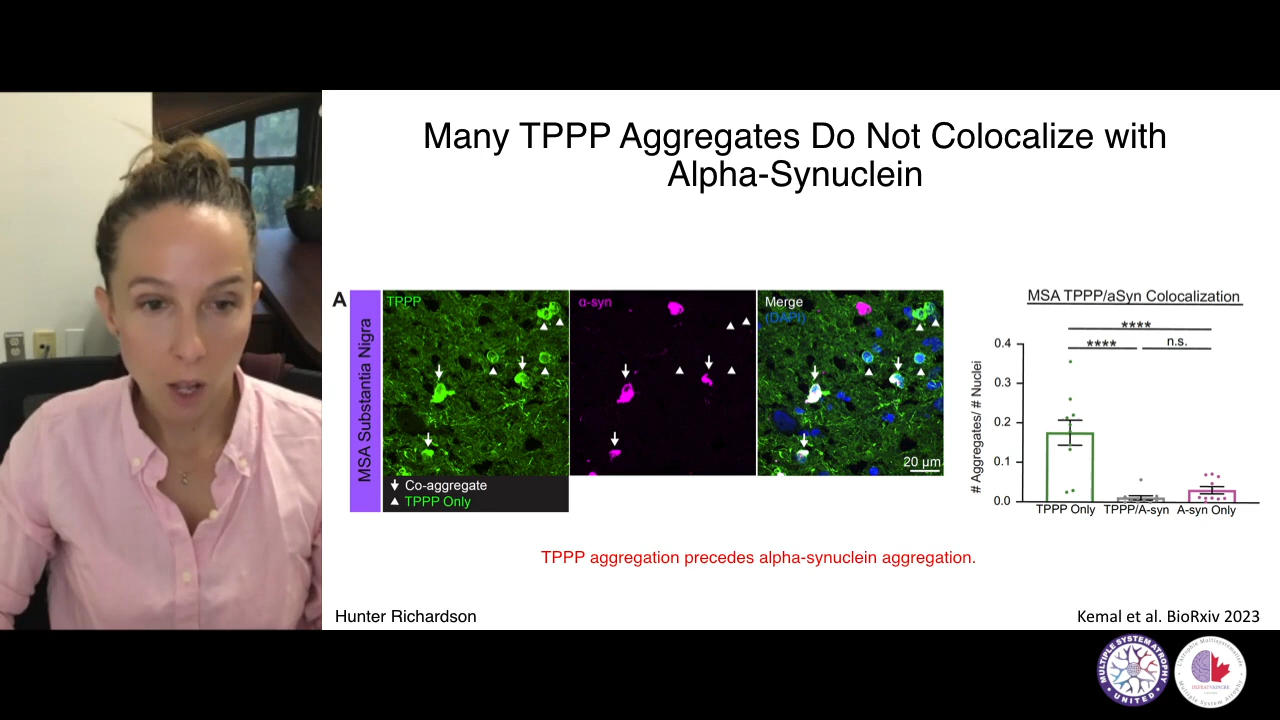 Many TPPP Aggregates Do Not Colocalize with
Alpha-Synuclein
A
MSA Substantia Nigra
TPPP
α-syn
Merge
(DAPI)
20 µm
Co-aggregate
TPPP Only
MSA TPPP/aSyn Colocalization
****
****
n.s.
# Aggregates/ # Nuclei
0.4
0.3
0.2
0.1
0.0
TPPP Only TPPP/A-syn A-syn Only
TPPP aggregation precedes alpha-synuclein aggregation.
Hunter Richardson
Kemal et al. BioRxiv 2023
MULTIPLE SYSTEM ATROPHY
UNITED